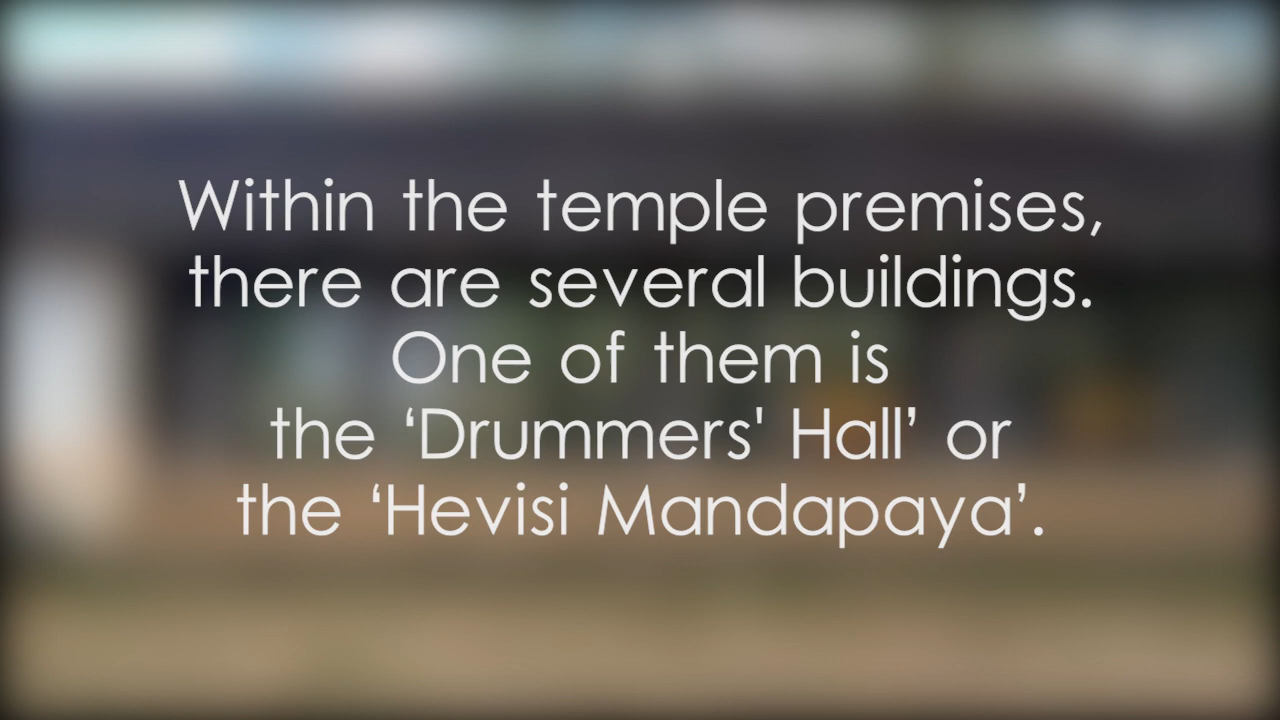 Within the temple premises,
there are several buildings.
One of them is
the ‘Drummers' Hall’ or
the ‘Hevisi Mandapaya’.